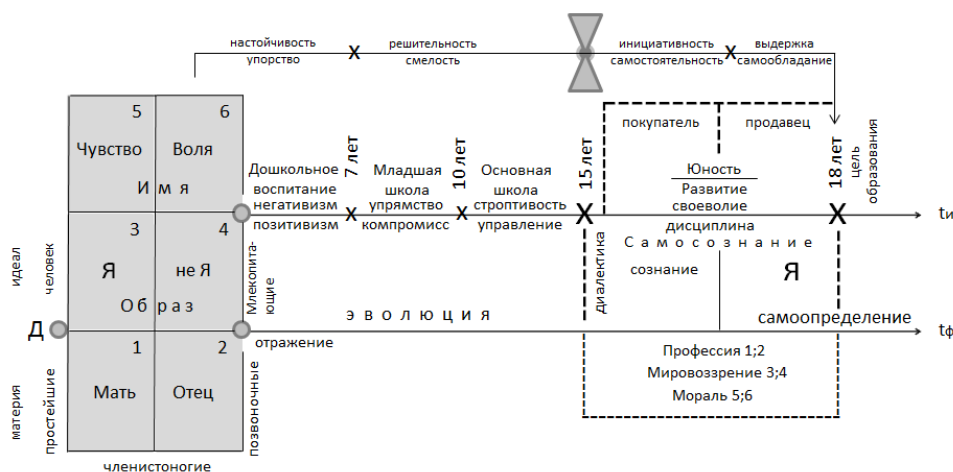 настойчивость
упорство
х
решительность
смелость
инициативность
самостоятельность
х
выдержка
самообладание
5
6
Чувство
Воля
И м я
3
4
Я
не Я
О б р а з
1
2
Мать
Отец
членистоногие
идеал
человек
Д
материя
простейшие
Млекопита-
ющие
позвоночные
Дошкольное
воспитание
негативизм
позитивизм
7 лет
х
Младшая
школа
упрямство
компромисс
10 лет
х
Основная
школа
строптивость
управление
15 лет
х
покупатель
продавец
Юность
Развитие
своеволие
дисциплина
18 лет
х
цель
образования
tи
С а м о с о з н а н и е
диалектика
сознание
Я
э в о л ю ц и я
отражение
самоопределение
tф
Профессия 1;2
Мировоззрение 3;4
Мораль 5;6